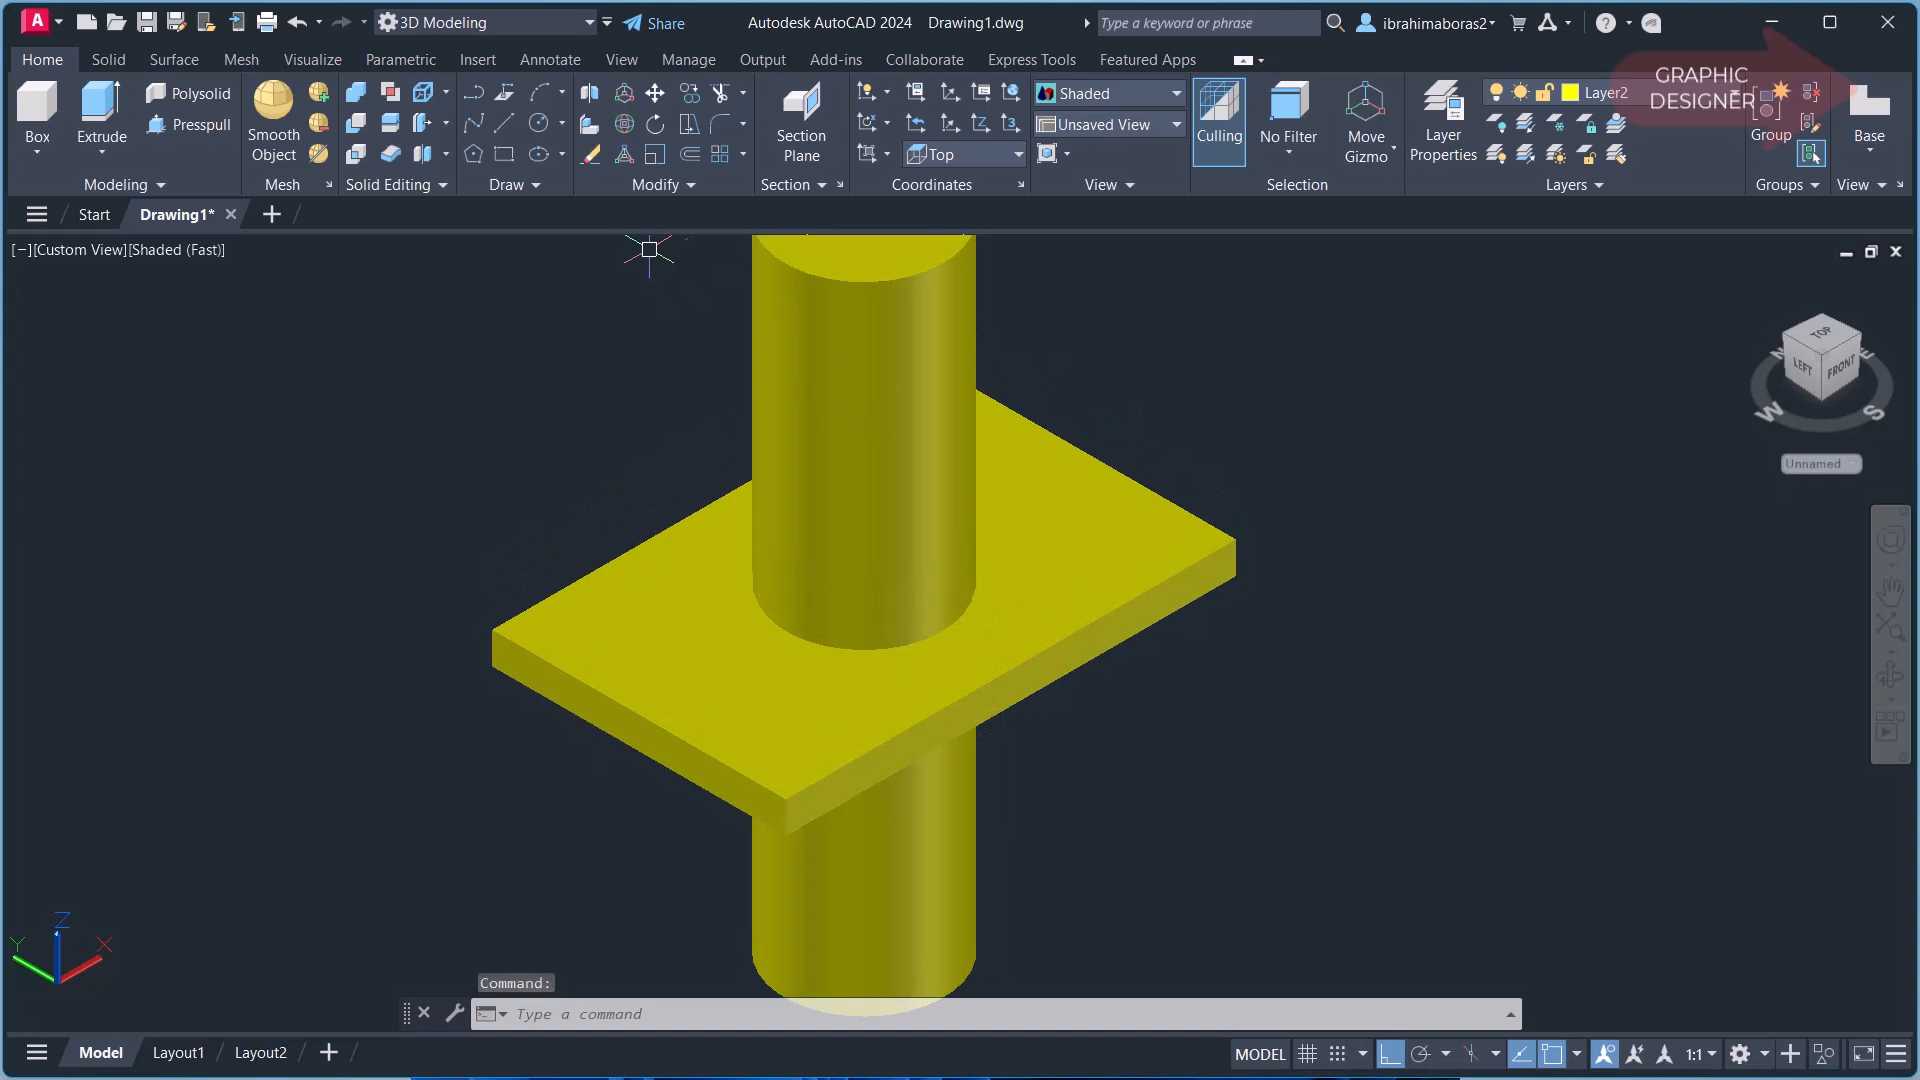 3D Modeling
Share
Autodesk AutoCAD 2024 Drawing1.dwg
Type a keyword or phrase
ibrahimaboras2
Home
Solid
Surface
Mesh
Visualize
Parametric
Insert
Annotate
View
Manage
Output
Add-ins
Collaborate
Express Tools
Featured Apps
GRAPHIC
DESIGNER
Box
Extrude
Polysolid
Presspull
Modeling
Smooth
Object
Mesh
Solid Editing
Draw
Modify
Section
Plane
Section
Top
Coordinates
Shaded
Unsaved View
View
Culling
No Filter
Move
Gizmo
Selection
Layer
Properties
Layer2
Layers
Group
Groups
Base
View
Start
Drawing1*
[−][Custom View][Shaded (Fast)]
TOP
LEFT
FRONT
N
E
W
S
Unnamed
Z
Y
X
Command:
Type a command
Model
Layout1
Layout2
MODEL
1:1